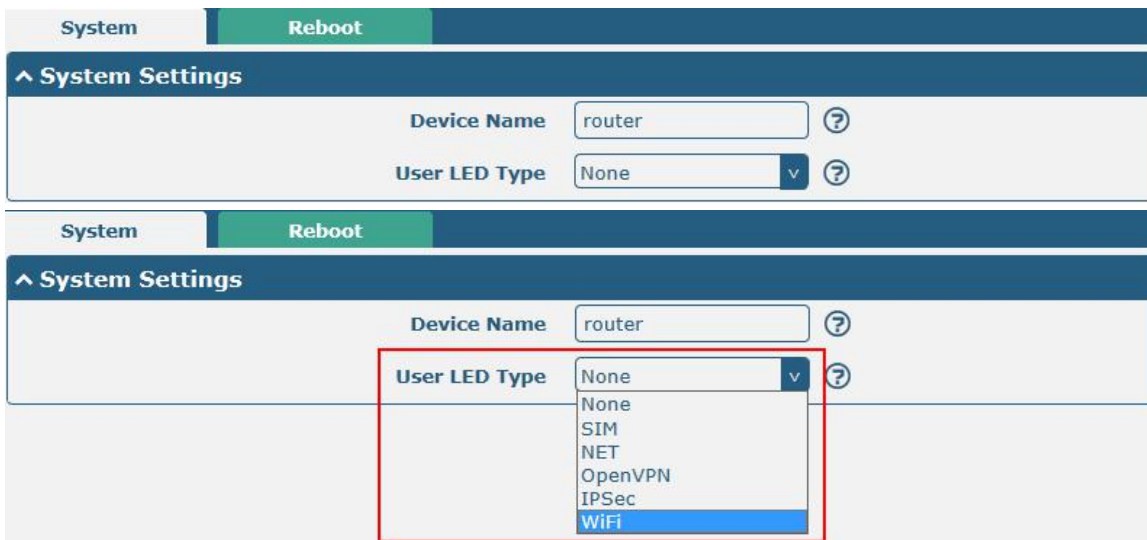 System Reboot
System Settings
Device Name router ?
User LED Type None v ?
System Reboot
System Settings
Device Name router ?
User LED Type None v ?
None
SIM
NET
OpenVPN
IPSec
WiFi